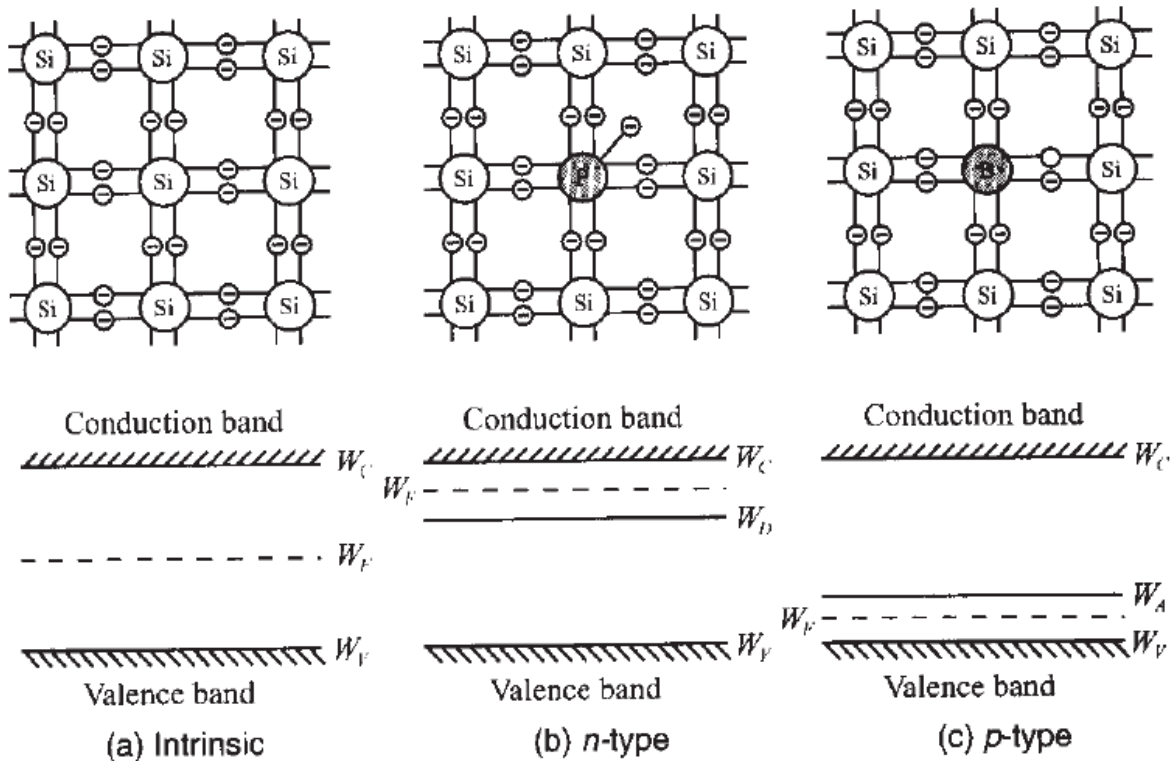 Si Si Si
Si Si Si
Si Si Si
Conduction band
W_C
W_F
W_V
Valence band
(a) Intrinsic
Si Si Si
Si P Si
Si Si Si
Conduction band
W_C
W_F
W_D
W_V
Valence band
(b) n-type
Si Si Si
Si B Si
Si Si Si
Conduction band
W_C
W_A
W_F
W_V
Valence band
(c) p-type